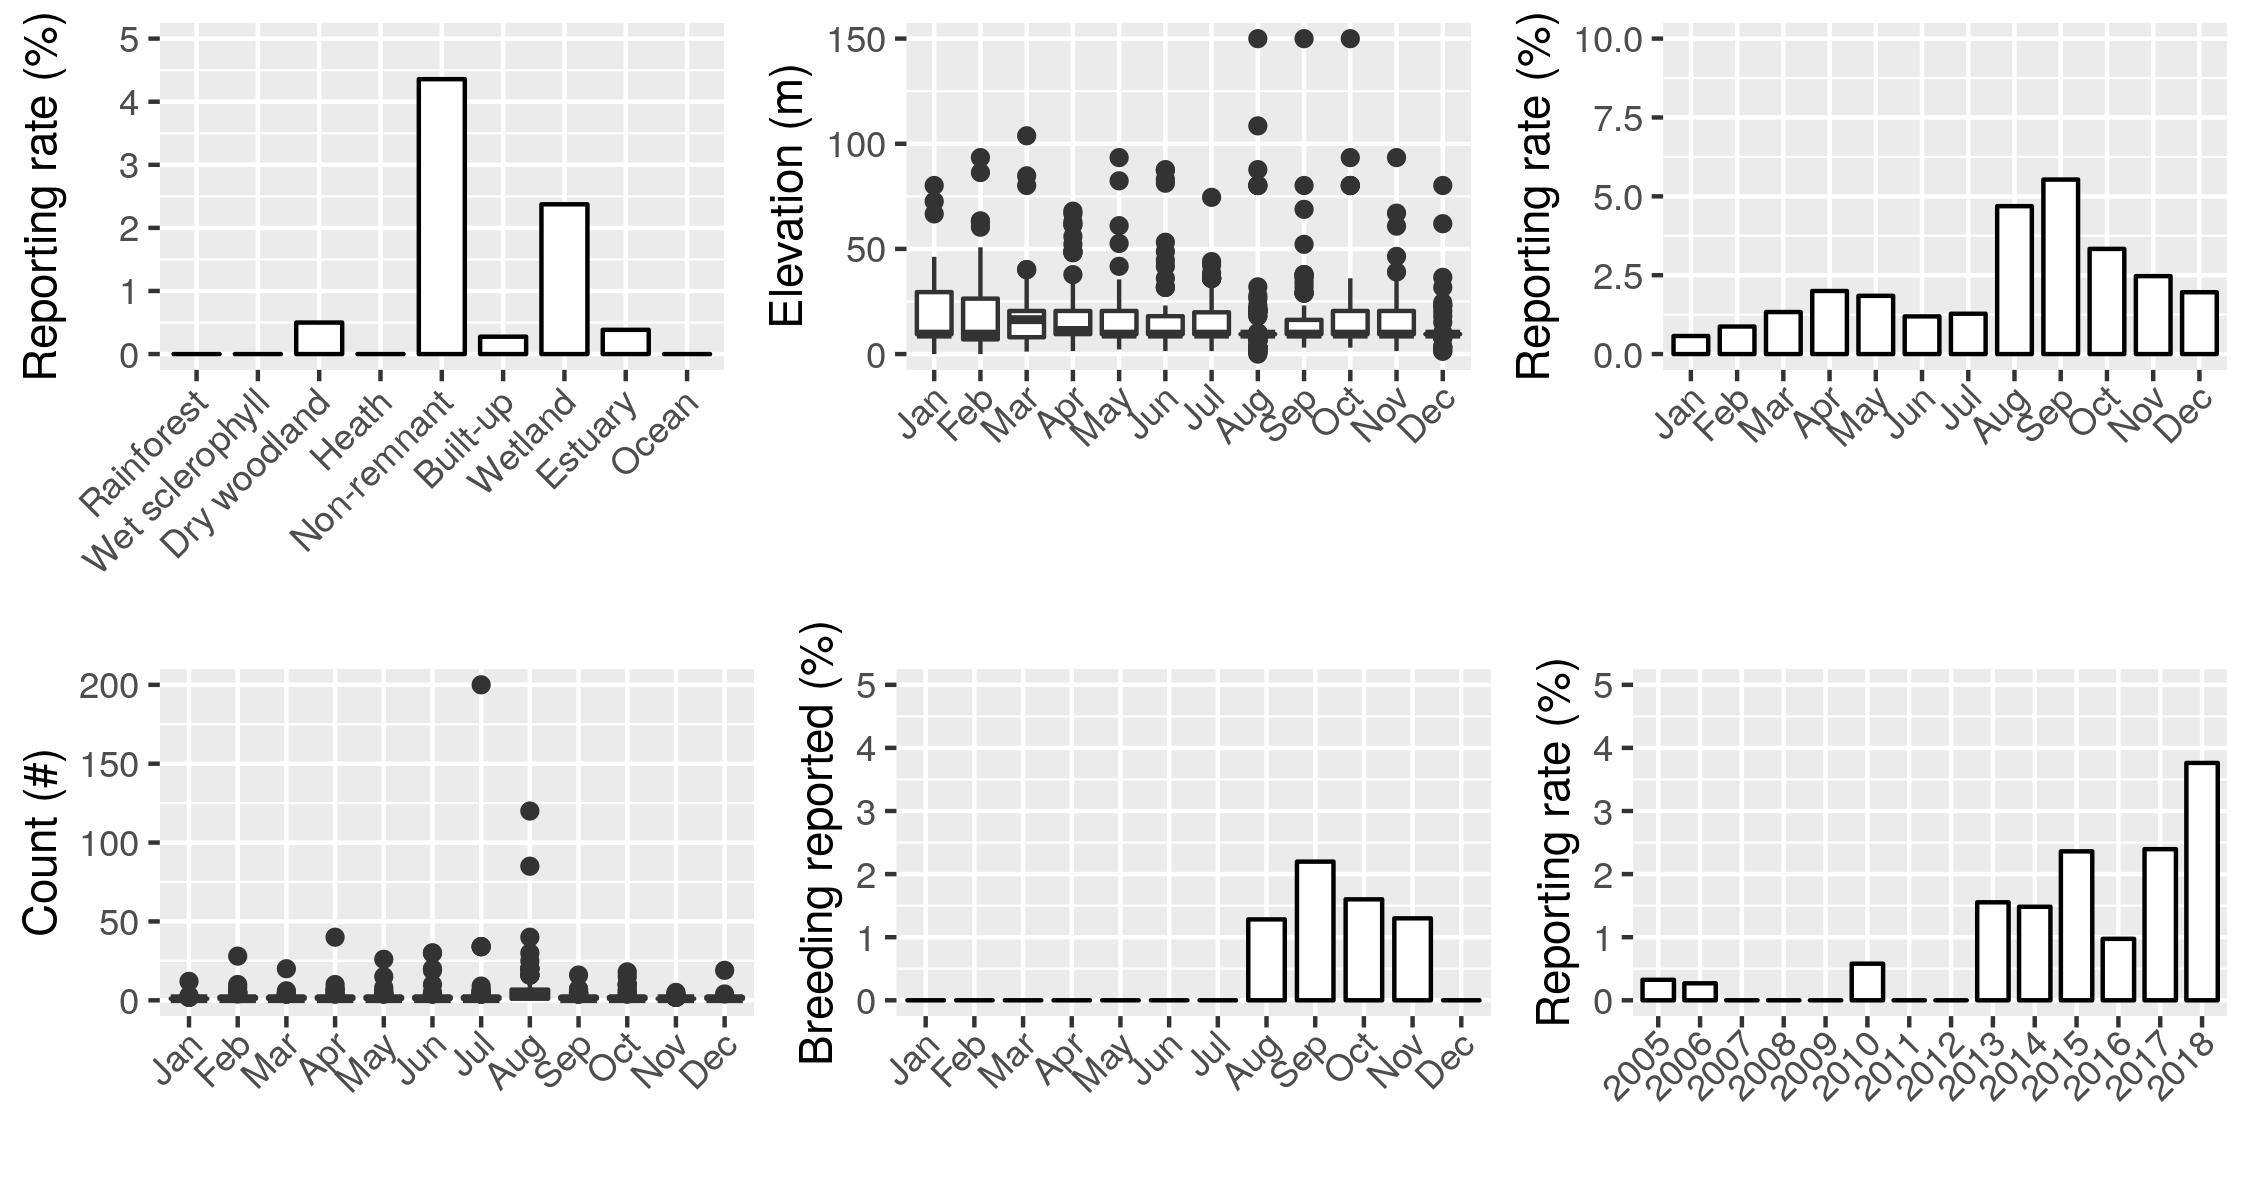 Reporting rate (%)
5
4
3
2
1
0
Rainforest
Wet sclerophyll
Dry woodland
Heath
Non-remnant
Built-up
Wetland
Estuary
Ocean
Elevation (m)
150
100
50
0
Jan
Feb
Mar
Apr
May
Jun
Jul
Aug
Sep
Oct
Nov
Dec
Reporting rate (%)
10.0
7.5
5.0
2.5
0.0
Jan
Feb
Mar
Apr
May
Jun
Jul
Aug
Sep
Oct
Nov
Dec
Count (#)
200
150
100
50
0
Jan
Feb
Mar
Apr
May
Jun
Jul
Aug
Sep
Oct
Nov
Dec
Breeding reported (%)
5
4
3
2
1
0
Jan
Feb
Mar
Apr
May
Jun
Jul
Aug
Sep
Oct
Nov
Dec
Reporting rate (%)
5
4
3
2
1
0
2005
2006
2007
2008
2009
2010
2011
2012
2013
2014
2015
2016
2017
2018